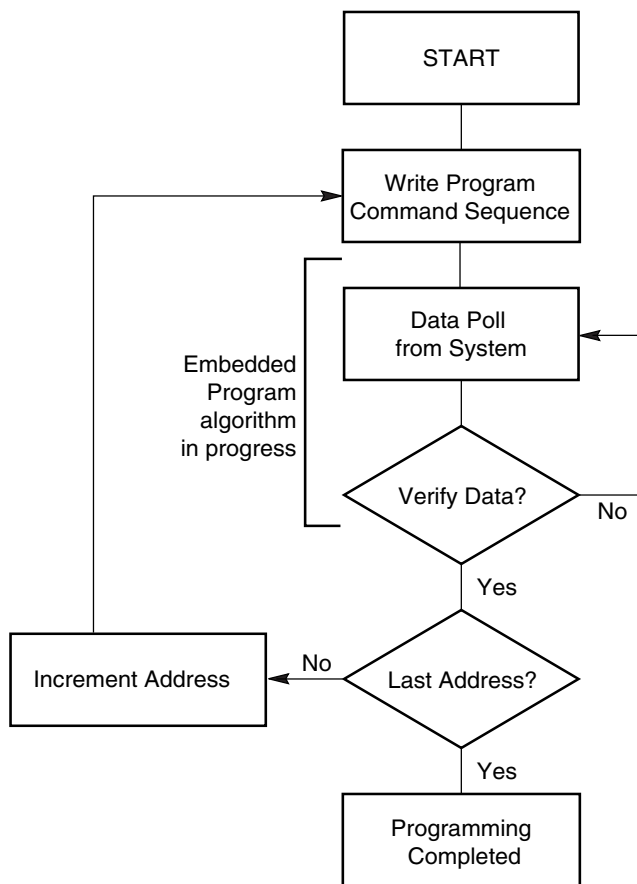 START
Write Program
Command Sequence
Data Poll
from System
Embedded
Program
algorithm
in progress
Verify Data?
No
Yes
No
Increment Address
Last Address?
Yes
Programming
Completed